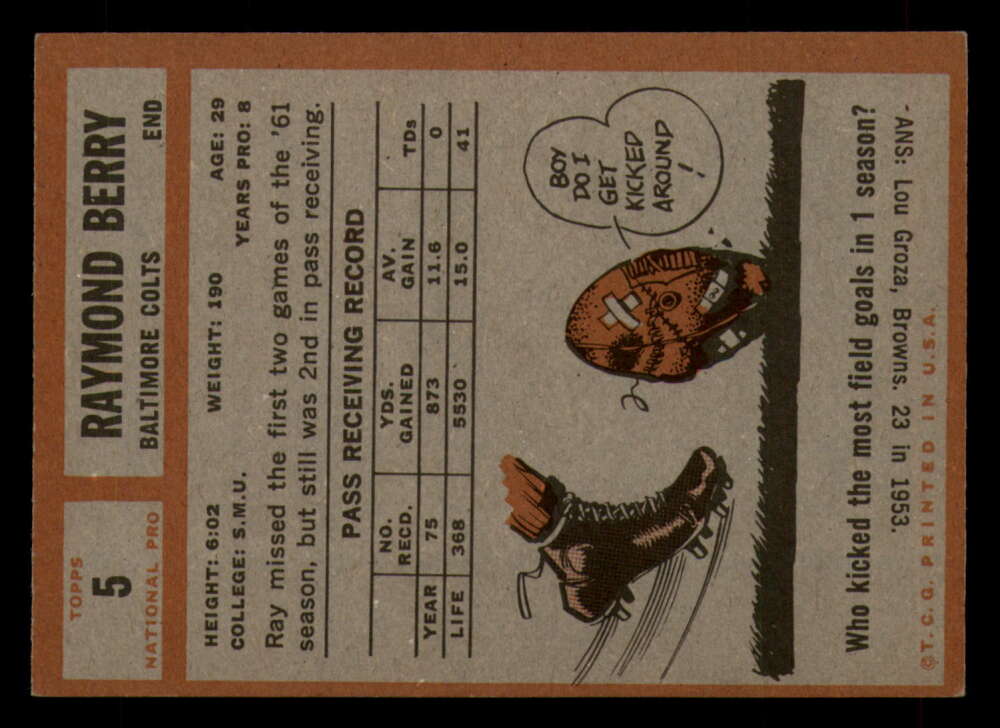 TOPPS
5
NATIONAL PRO
RAYMOND BERRY
BALTIMORE COLTS END
HEIGHT: 6:02 WEIGHT: 190 AGE: 29
COLLEGE: S.M.U. YEARS PRO: 8
Ray missed the first two games of the '61
season, but still was 2nd in pass receiving.
PASS RECEIVING RECORD
NO. YDS. AV.
RECD. GAINED GAIN TDs
YEAR 75 873 11.6 0
LIFE 368 5530 15.0 41
BOY
DO I
GET
KICKED
AROUND
!
Who kicked the most field goals in 1 season?
- ANS: Lou Groza, Browns. 23 in 1953.
©T.C.G. PRINTED IN U.S.A.